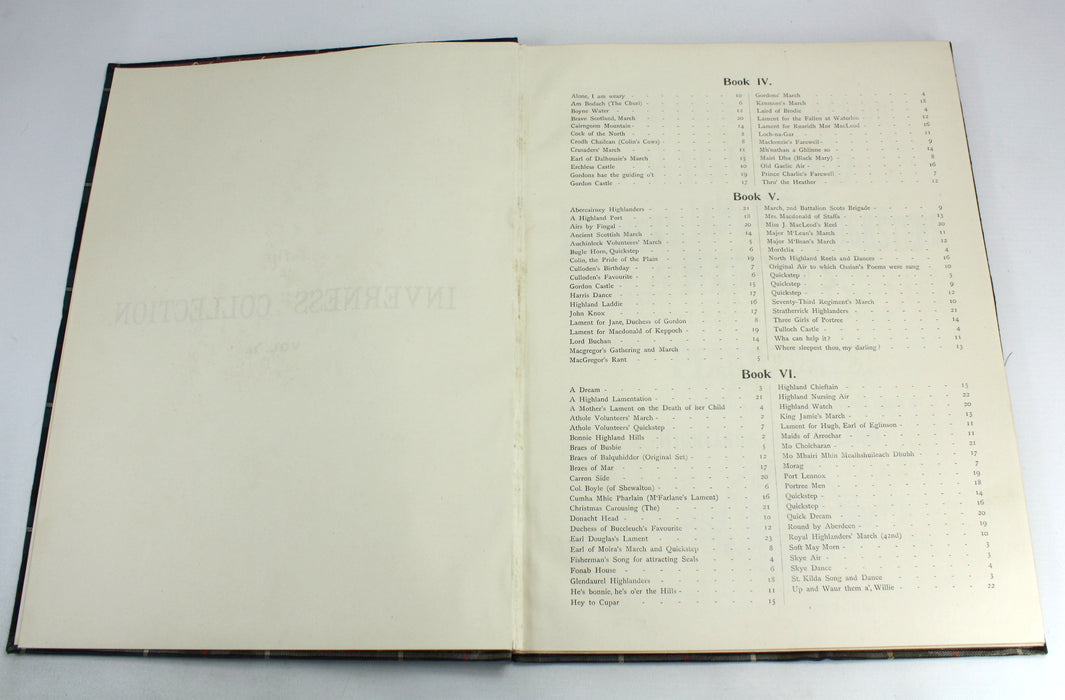 INVERNESS COLLECTION
VOL.
Book IV.
Alone, I am weary - 10
Am Bodach (The Churl) - 6
Boyne Water - 12
Brave Scotland, March - 20
Cairngorm Mountain - 14
Cock of the North - 8
Crodh Chailean (Colin's Cows) - 8
Crusaders' March - 11
Earl of Dalhousie's March - 15
Erchless Castle - 10
Gordons hae the guiding o't - 19
Gordon Castle - 17
Gordons' March - 4
Kenmure's March - 18
Laird of Brodie - 4
Lament for the Fallen at Waterloo - 12
Lament for Ruaridh Mor MacLeod - 16
Loch-na-Gar - 11
Mackenzie's Farewell - 9
Mh'nathan a Ghlinne so - 14
Mairi Dhu (Black Mary) - 8
Old Gaelic Air - 16
Prince Charlie's Farewell - 7
Thro' the Heather - 12
Book V.
Abercairney Highlanders - 21
A Highland Port - 18
Airs by Fingal - 20
Ancient Scottish March - 14
Auchinlock Volunteers' March - 5
Bugle Horn, Quickstep - 6
Colin, the Pride of the Plain - 19
Culloden's Birthday - 7
Culloden's Favourite - 6
Gordon Castle - 15
Harris Dance - 17
Highland Laddie - 16
John Knox - 17
Lament for Jane, Duchess of Gordon - 8
Lament for Macdonald of Keppoch - 19
Lord Buchan - 14
Macgregor's Gathering and March - 1
MacGregor's Rant - 5
March, 2nd Battalion Scots Brigade - 9
Mrs. Macdonald of Staffa - 13
Miss J. MacLeod's Reel - 20
Major M'Lean's March - 11
Major M'Bean's March - 12
Mordelia - 4
North Highland Reels and Dances - 16
Original Air to which Ossian's Poems were sung - 10
Quickstep - 5
Quickstep - 9
Quickstep - 12
Seventy-Third Regiment's March - 10
Stratherrick Highlanders - 21
Three Girls of Portree - 14
Tulloch Castle - 4
Wha can help it? - 11
Where sleepest thou, my darling? - 13
Book VI.
A Dream - 3
A Highland Lamentation - 21
A Mother's Lament on the Death of her Child - 4
Athole Volunteers' March - 2
Athole Volunteers' Quickstep - 7
Bonnie Highland Hills - 2
Braes of Busbie - 5
Braes of Balquhidder (Original Set) - 12
Braes of Mar - 17
Carron Side - 20
Col. Boyle (of Shewalton) - 6
Cumha Mhic Pharlain (M'Farlane's Lament) - 16
Christmas Carousing (The) - 21
Donacht Head - 10
Duchess of Buccleuch's Favourite - 12
Earl Douglas's Lament - 23
Earl of Moira's March and Quickstep - 8
Fisherman's Song for attracting Seals - 4
Fonab House - 6
Glendaurel Highlanders - 18
He's bonnie, he's o'er the Hills - 11
Hey to Cupar - 15
Highland Chieftain - 15
Highland Nursing Air - 22
Highland Watch - 20
King Jamie's March - 13
Lament for Hugh, Earl of Eglinson - 11
Maids of Arrochar - 11
Mo Cholcharan - 21
Mo Mhairi Mhin Mealhshuileach Dhubh - 17
Morag - 7
Port Lennox - 19
Portree Men - 18
Quickstep - 14
Quickstep - 16
Quick Dream - 20
Round by Aberdeen - 19
Royal Highlanders' March (42nd) - 10
Soft May Morn - 3
Skye Air - 3
Skye Dance - 4
St. Kilda Song and Dance - 3
Up and Waur them a', Willie - 22